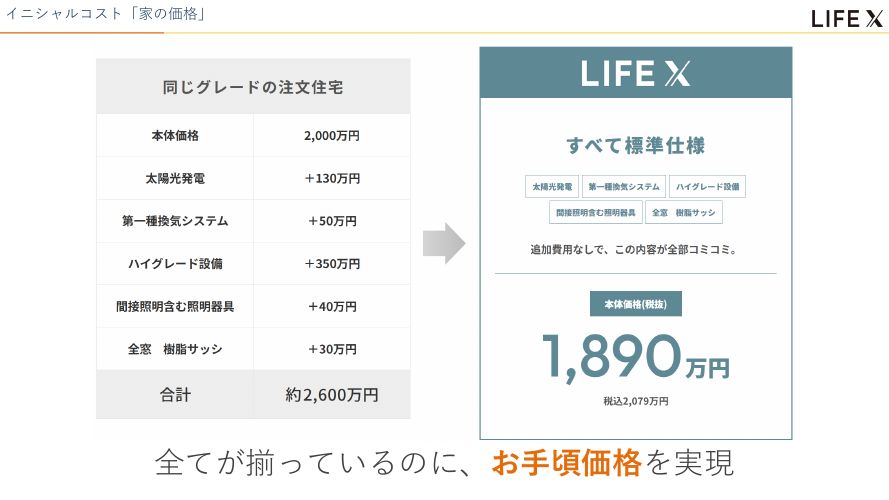 イニシャルコスト「家の価格」
LIFE X
同じグレードの注文住宅
本体価格 2,000万円
太陽光発電 +130万円
第一種換気システム +50万円
ハイグレード設備 +350万円
間接照明含む照明器具 +40万円
全窓 樹脂サッシ +30万円
合計 約2,600万円
LIFE X
すべて標準仕様
太陽光発電 第一種換気システム ハイグレード設備
間接照明含む照明器具 全窓 樹脂サッシ
追加費用なしで、この内容が全部コミコミ。
本体価格(税抜)
1,890万円
税込2,079万円
全てが揃っているのに、お手頃価格を実現